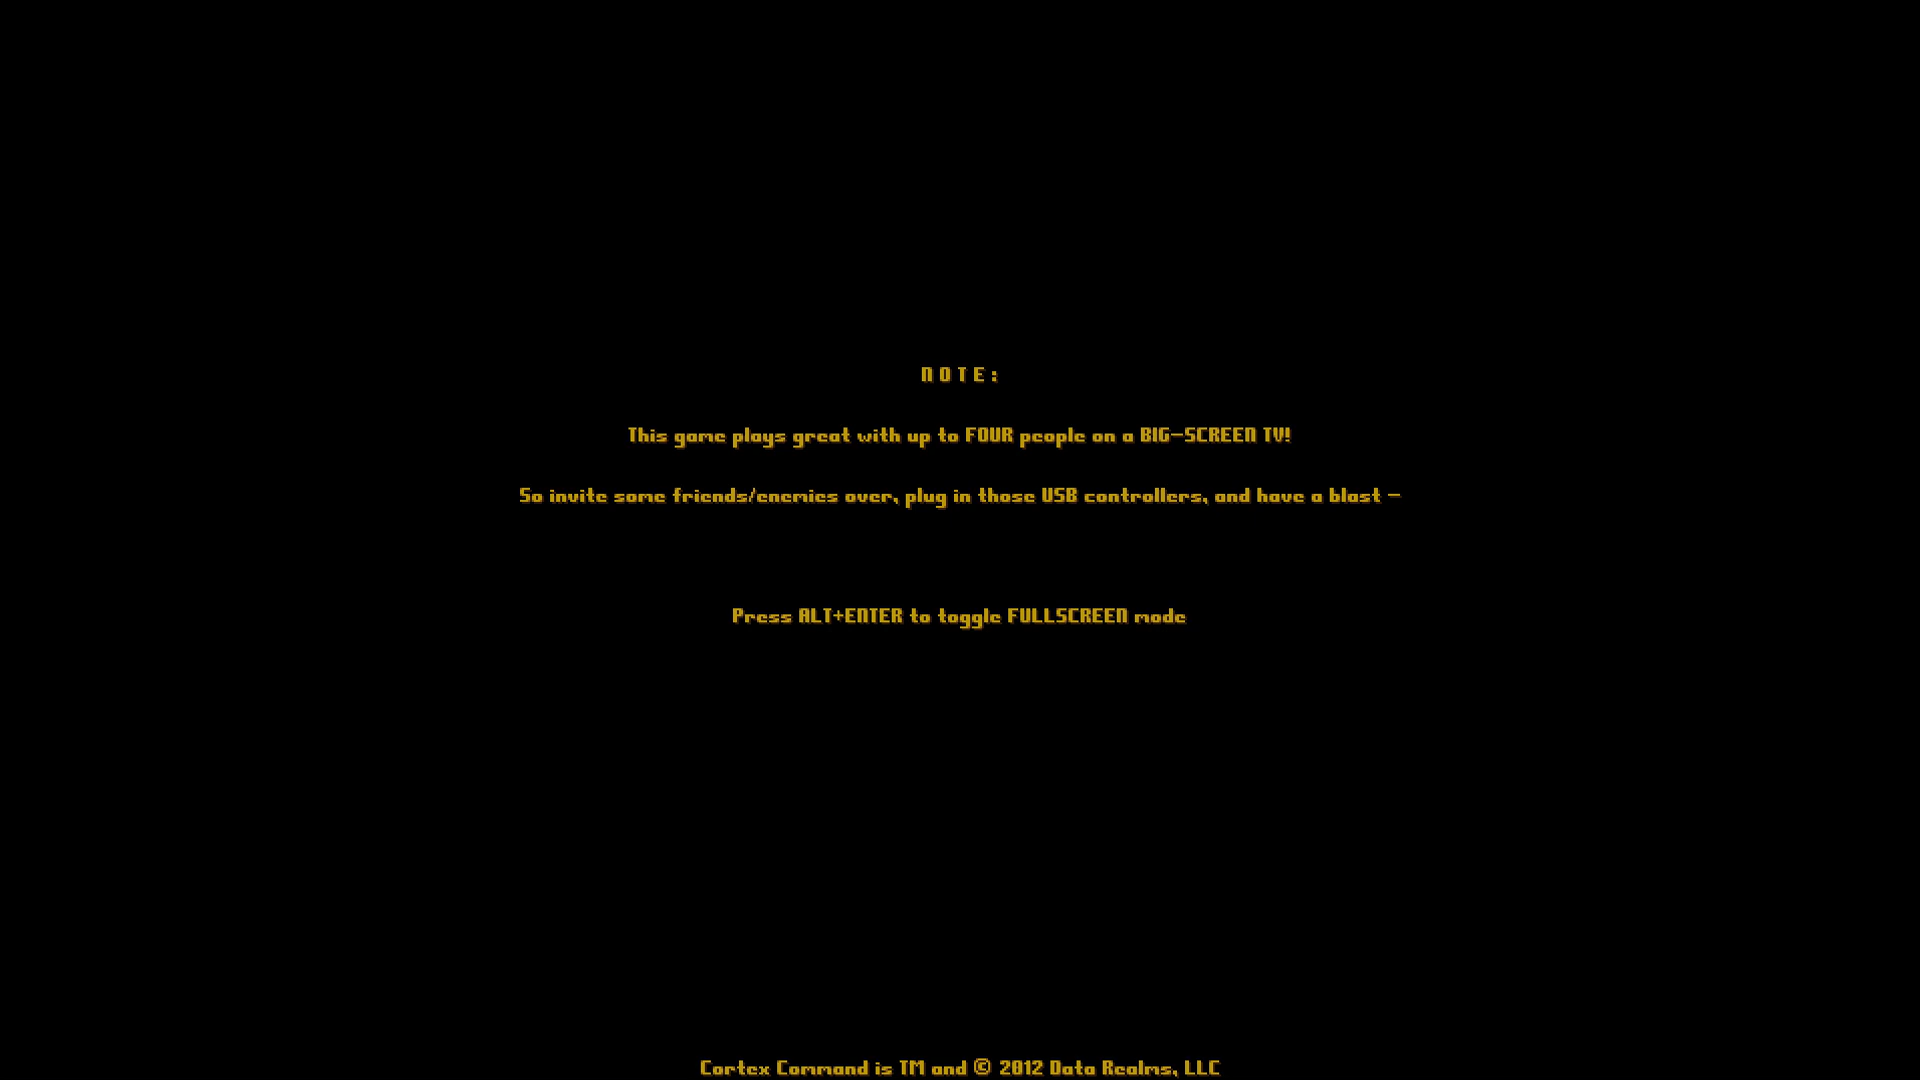 NOTE:
This game plays great with up to FOUR people on a BIG-SCREEN TV!
So invite some friends/enemies over, plug in those USB controllers, and have a blast -
Press ALT+ENTER to toggle FULLSCREEN mode
Cortex Command is TM and © 2012 Data Realms, LLC